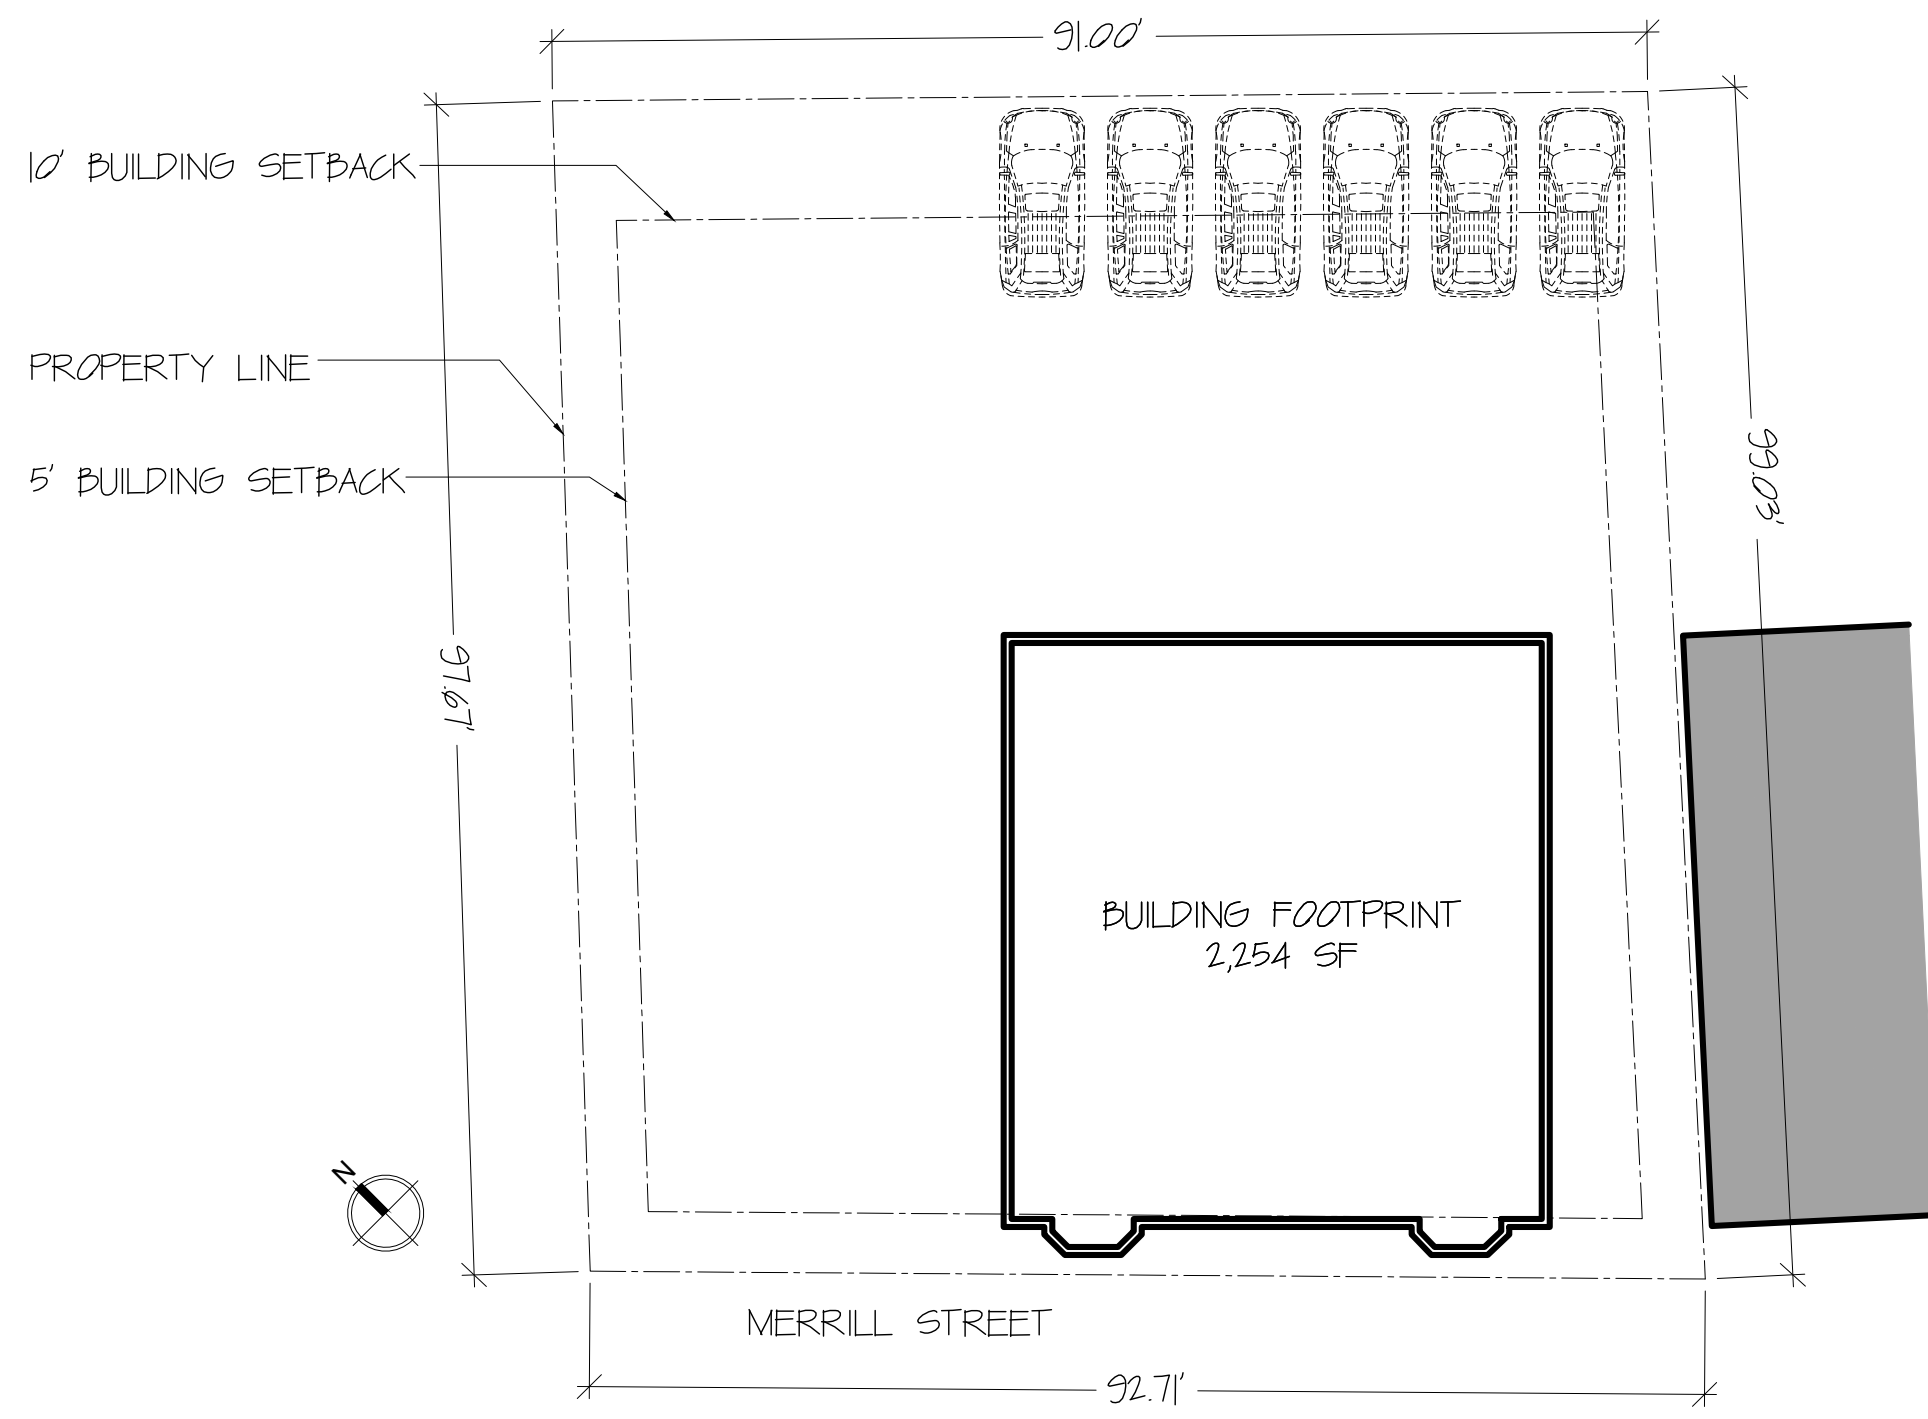 91.00'
10' BUILDING SETBACK
PROPERTY LINE
5' BUILDING SETBACK
99.03'
97.67'
BUILDING FOOTPRINT
2,254 SF
N
MERRILL STREET
92.71'